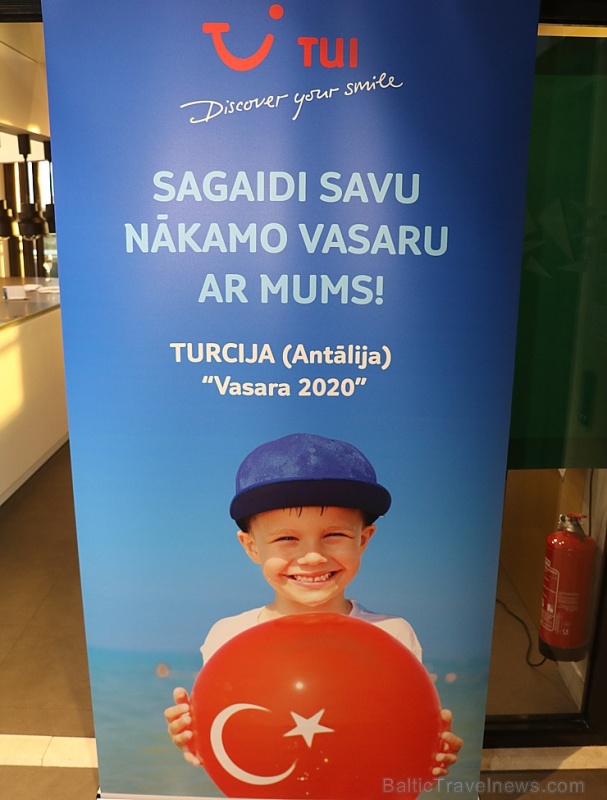 TUI
Discover your smile
SAGAIDI SAVU
NĀKAMO VASARU
AR MUMS!
TURCIJA (Antālija)
“Vasara 2020”
BalticTravelnews.com